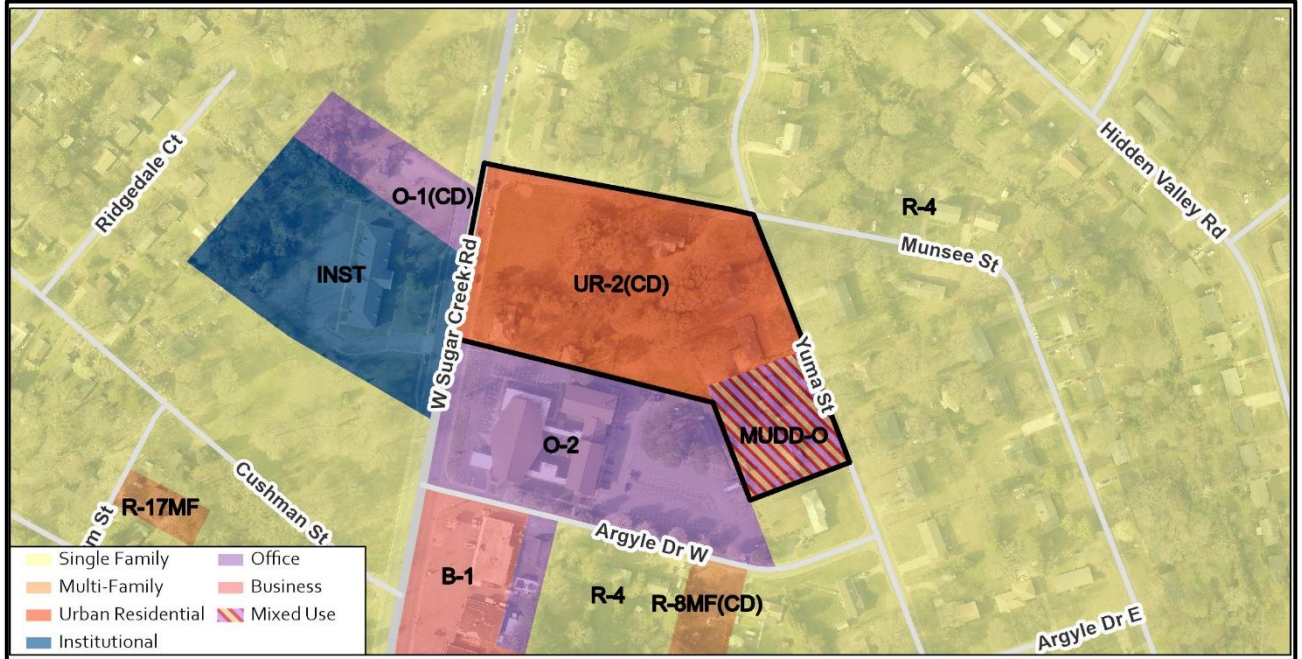 Ridgedale Ct
O-1(CD)
Hidden Valley Rd
R-4
Munsee St
INST
W Sugar Creek Rd
UR-2(CD)
Yuma St
MUDD-O
O-2
Cushman St
R-17MF
m St
Argyle Dr W
B-1
R-4
R-8MF(CD)
Argyle Dr E
Single Family
Multi-Family
Urban Residential
Institutional
Office
Business
Mixed Use